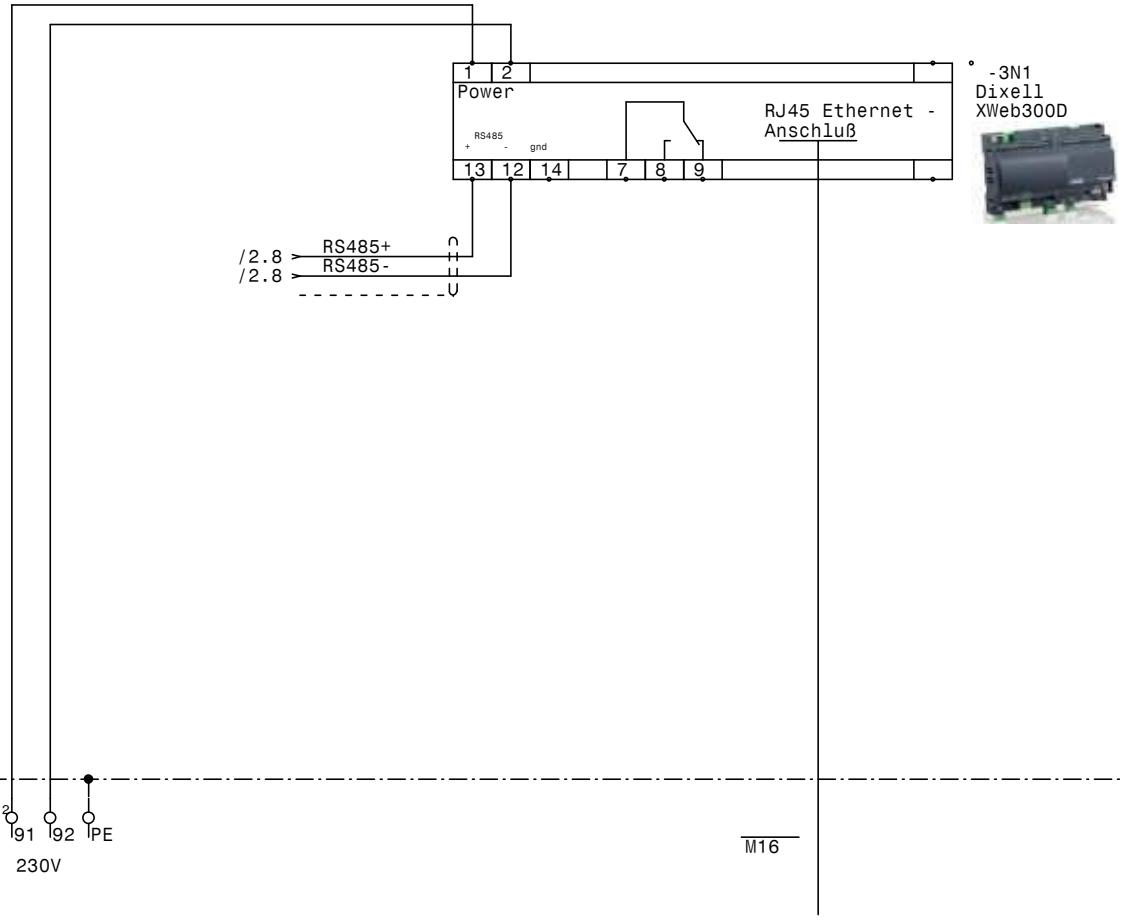 1 2
-3N1
Power
Dixell
XWeb300D
RJ45 Ethernet -
Anschluß
RS485
+ - gnd
13 12 14 7 8 9
/2.8 RS485+
/2.8 RS485-
2
91 92 PE
M16
230V